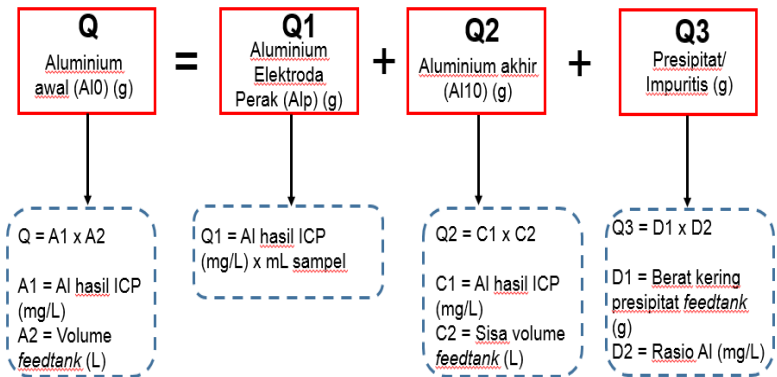 Q
Aluminium
awal (Al0) (g)
=
Q1
Aluminium
Elektroda
Perak (Alp) (g)
+
Q2
Aluminium akhir
(Al10) (g)
+
Q3
Presipitat/
Impuritis (g)
Q = A1 x A2
A1 = Al hasil ICP
(mg/L)
A2 = Volume
feedtank (L)
Q1 = Al hasil ICP
(mg/L) x mL sampel
Q2 = C1 x C2
C1 = Al hasil ICP
(mg/L)
C2 = Sisa volume
feedtank (L)
Q3 = D1 x D2
D1 = Berat kering
presipitat feedtank
(g)
D2 = Rasio Al (mg/L)